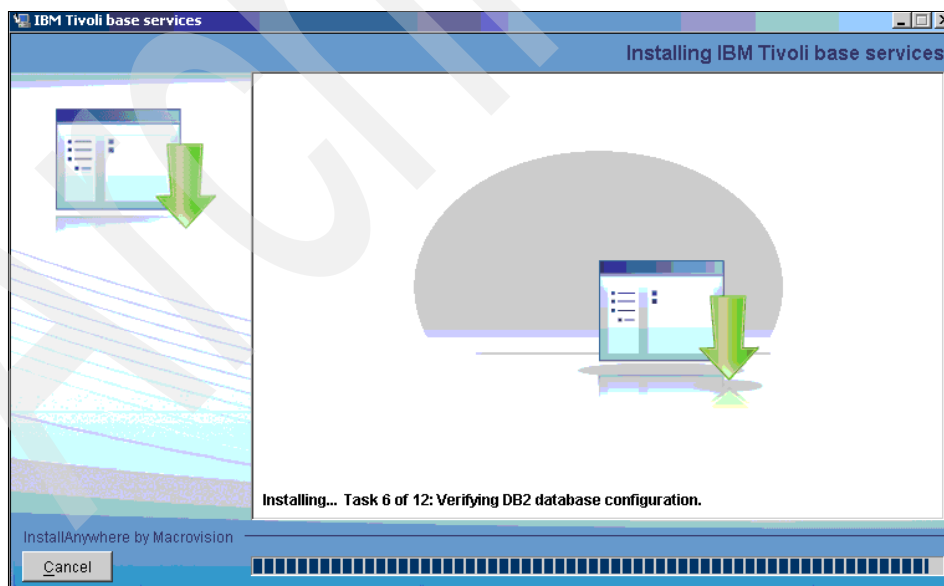 IBM Tivoli base services
Installing IBM Tivoli base services
Installing... Task 6 of 12: Verifying DB2 database configuration.
InstallAnywhere by Macrovision
Cancel